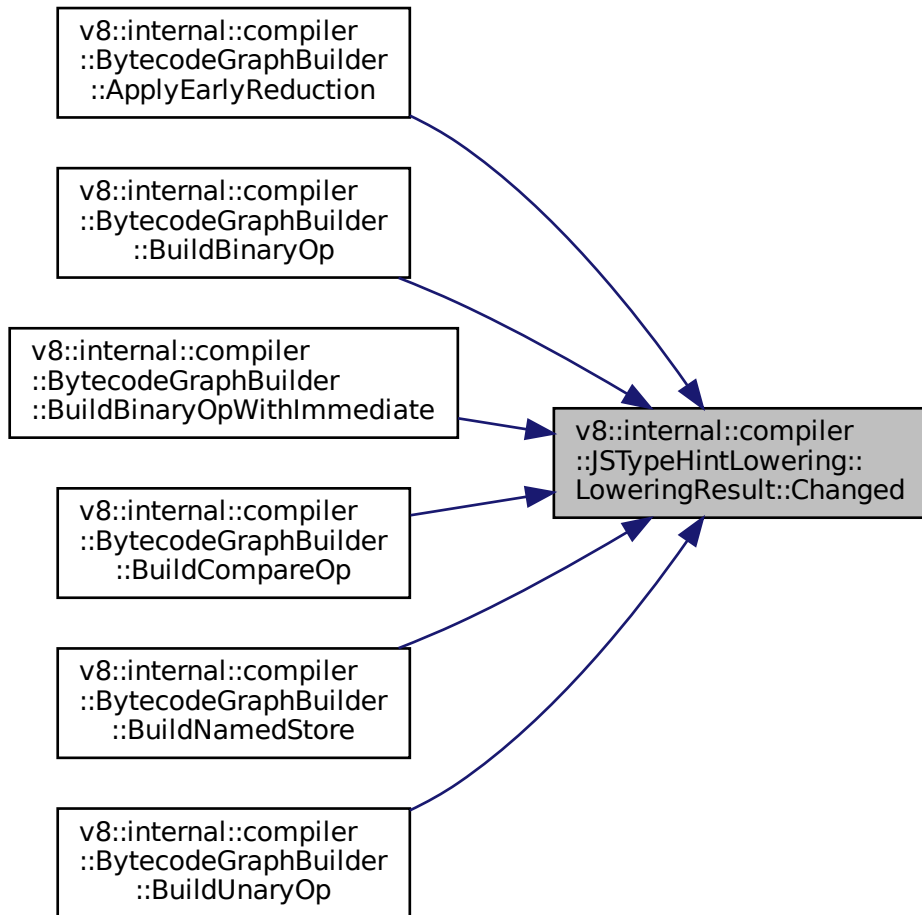 v8::internal::compiler
::BytecodeGraphBuilder
::ApplyEarlyReduction
v8::internal::compiler
::BytecodeGraphBuilder
::BuildBinaryOp
v8::internal::compiler
::BytecodeGraphBuilder
::BuildBinaryOpWithImmediate
v8::internal::compiler
::JSTypeHintLowering::
LoweringResult::Changed
v8::internal::compiler
::BytecodeGraphBuilder
::BuildCompareOp
v8::internal::compiler
::BytecodeGraphBuilder
::BuildNamedStore
v8::internal::compiler
::BytecodeGraphBuilder
::BuildUnaryOp